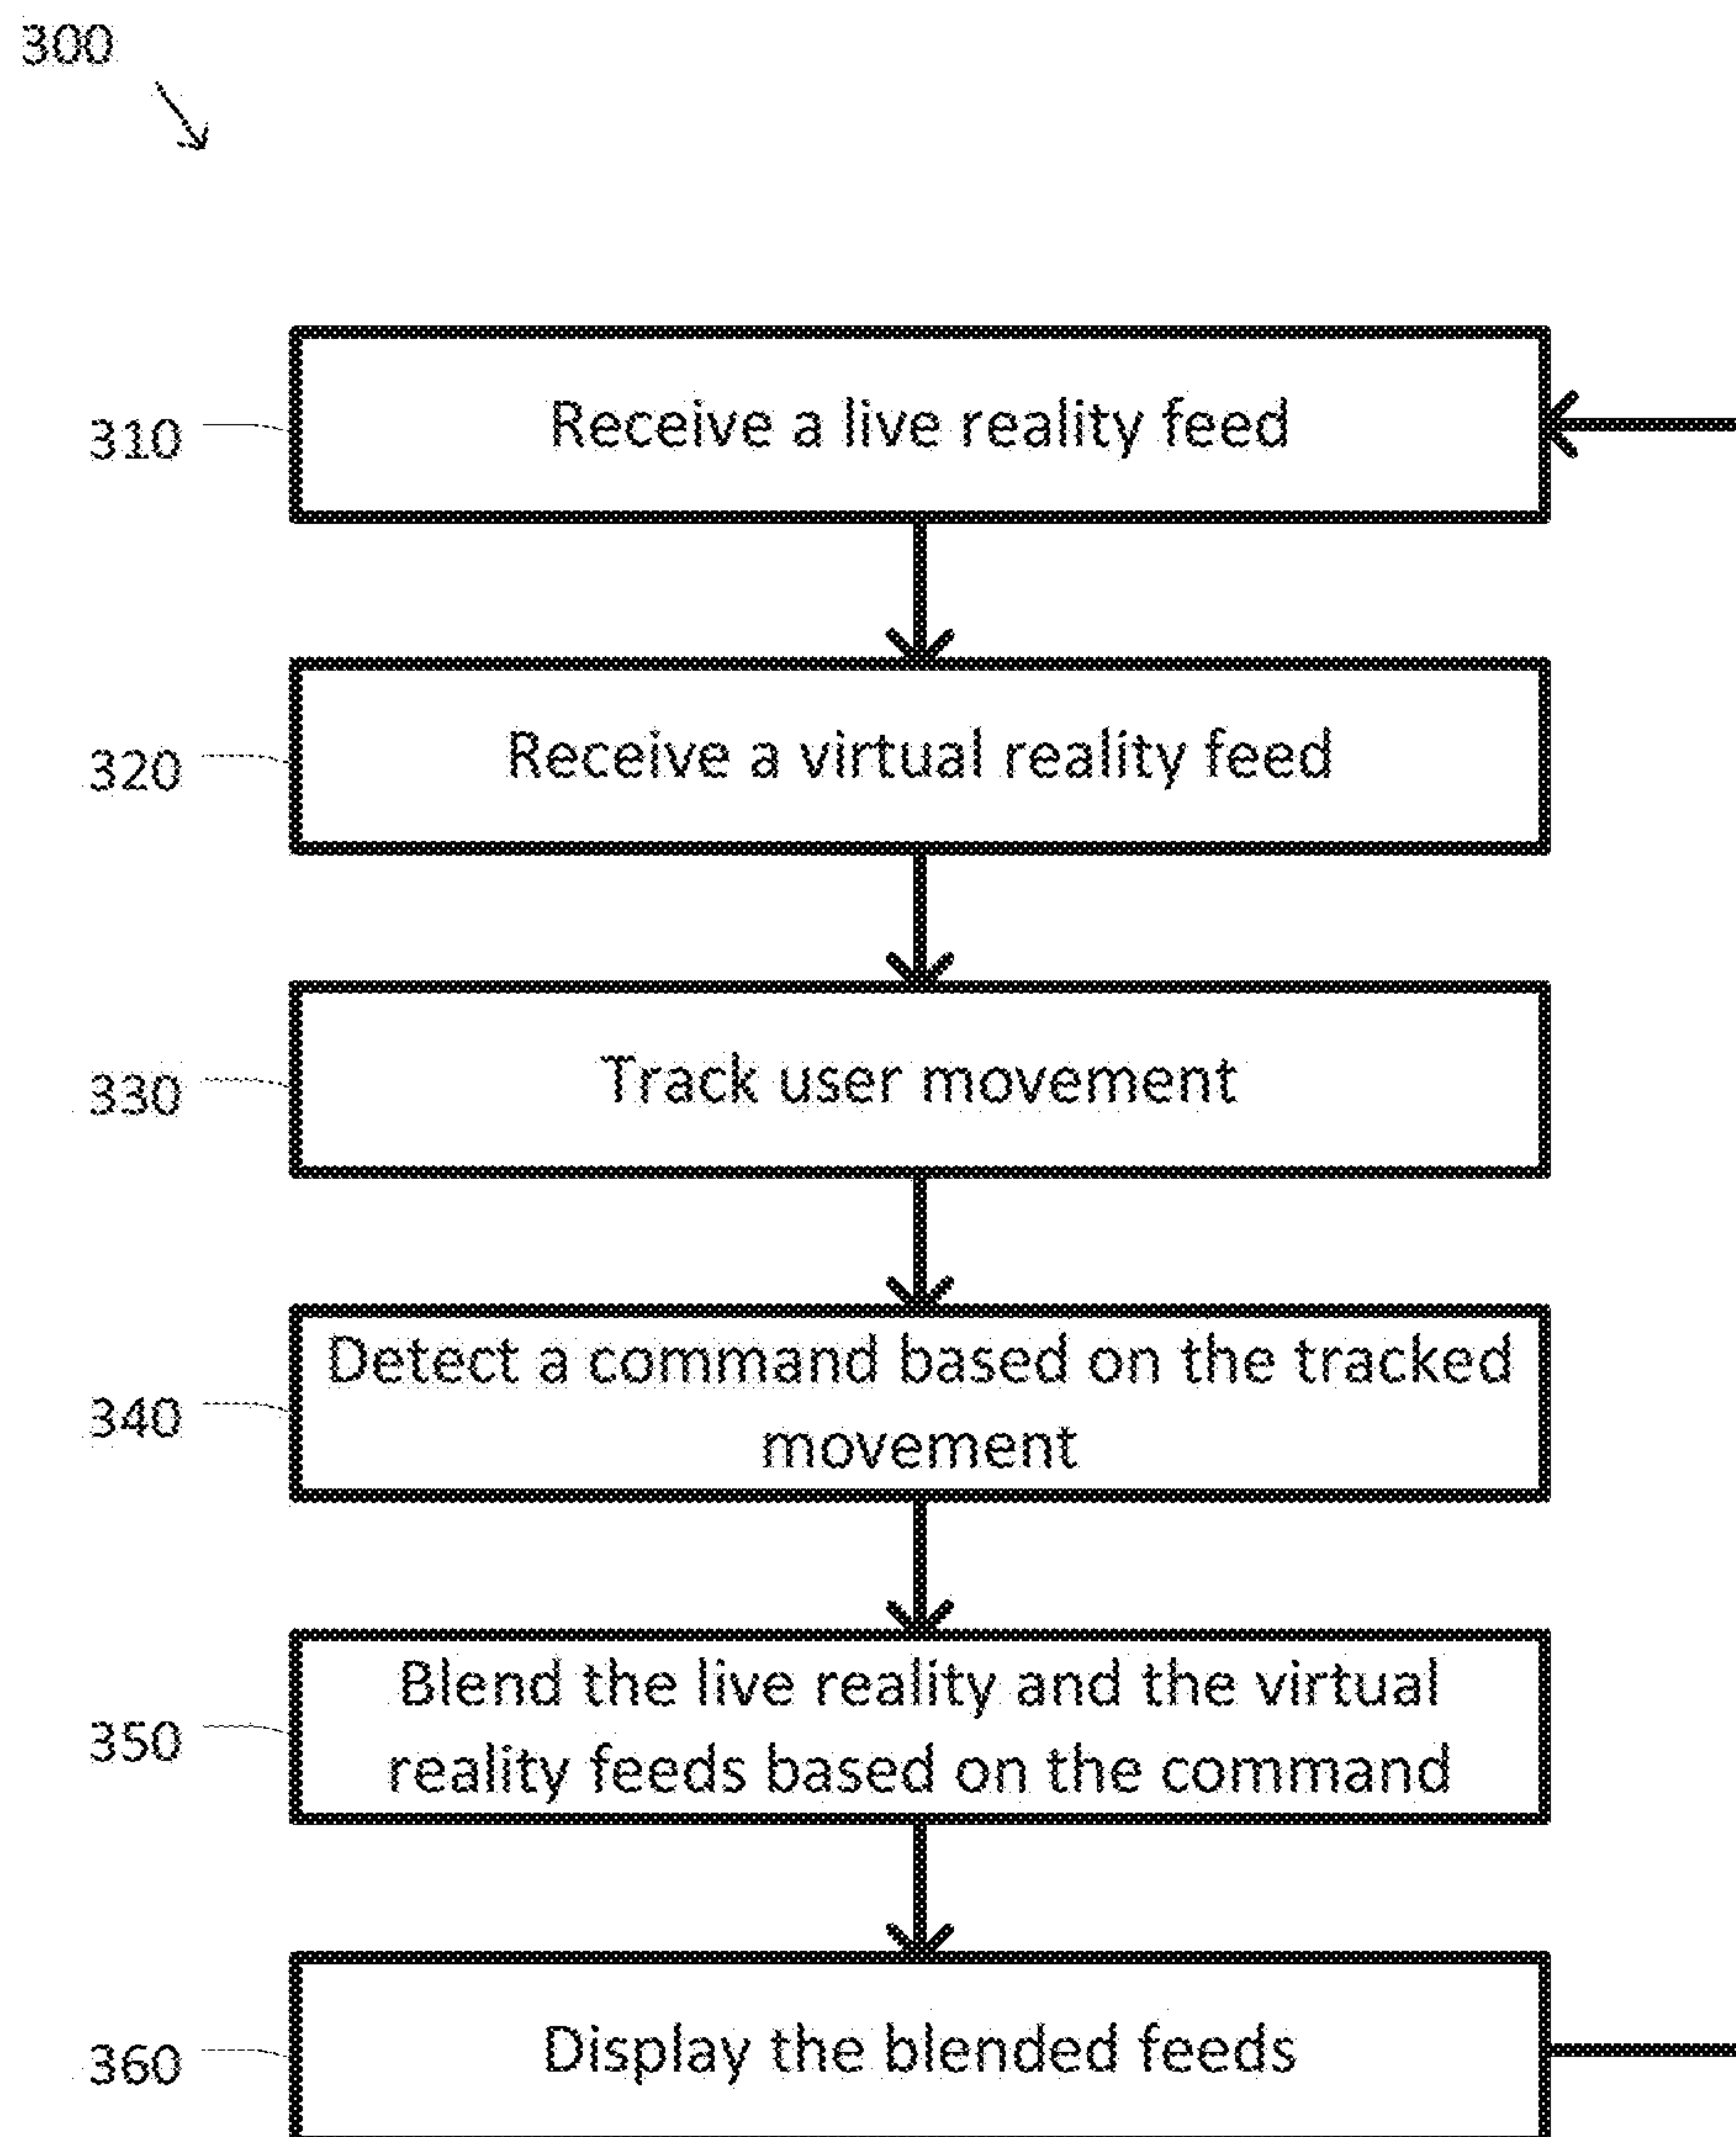 300
310
Receive a live reality feed
320
Receive a virtual reality feed
330
Track user movement
340
Detect a command based on the tracked
movement
350
Blend the live reality and the virtual
reality feeds based on the command
360
Display the blended feeds